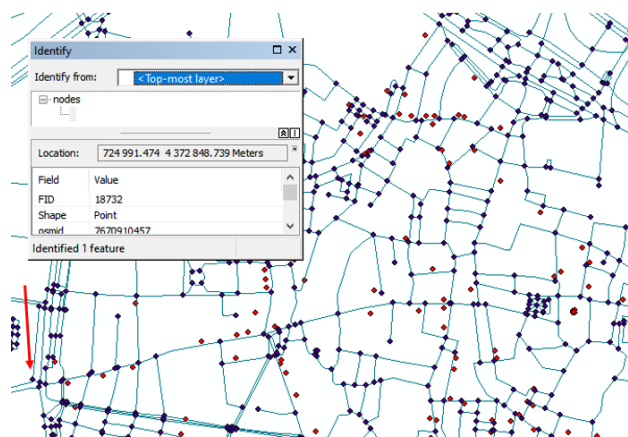 Identify
Identify from: <Top-most layer>
nodes
Location: 724 991.474 4 372 848.739 Meters
Field Value
FID 18732
Shape Point
osmid 7670910457
Identified 1 feature